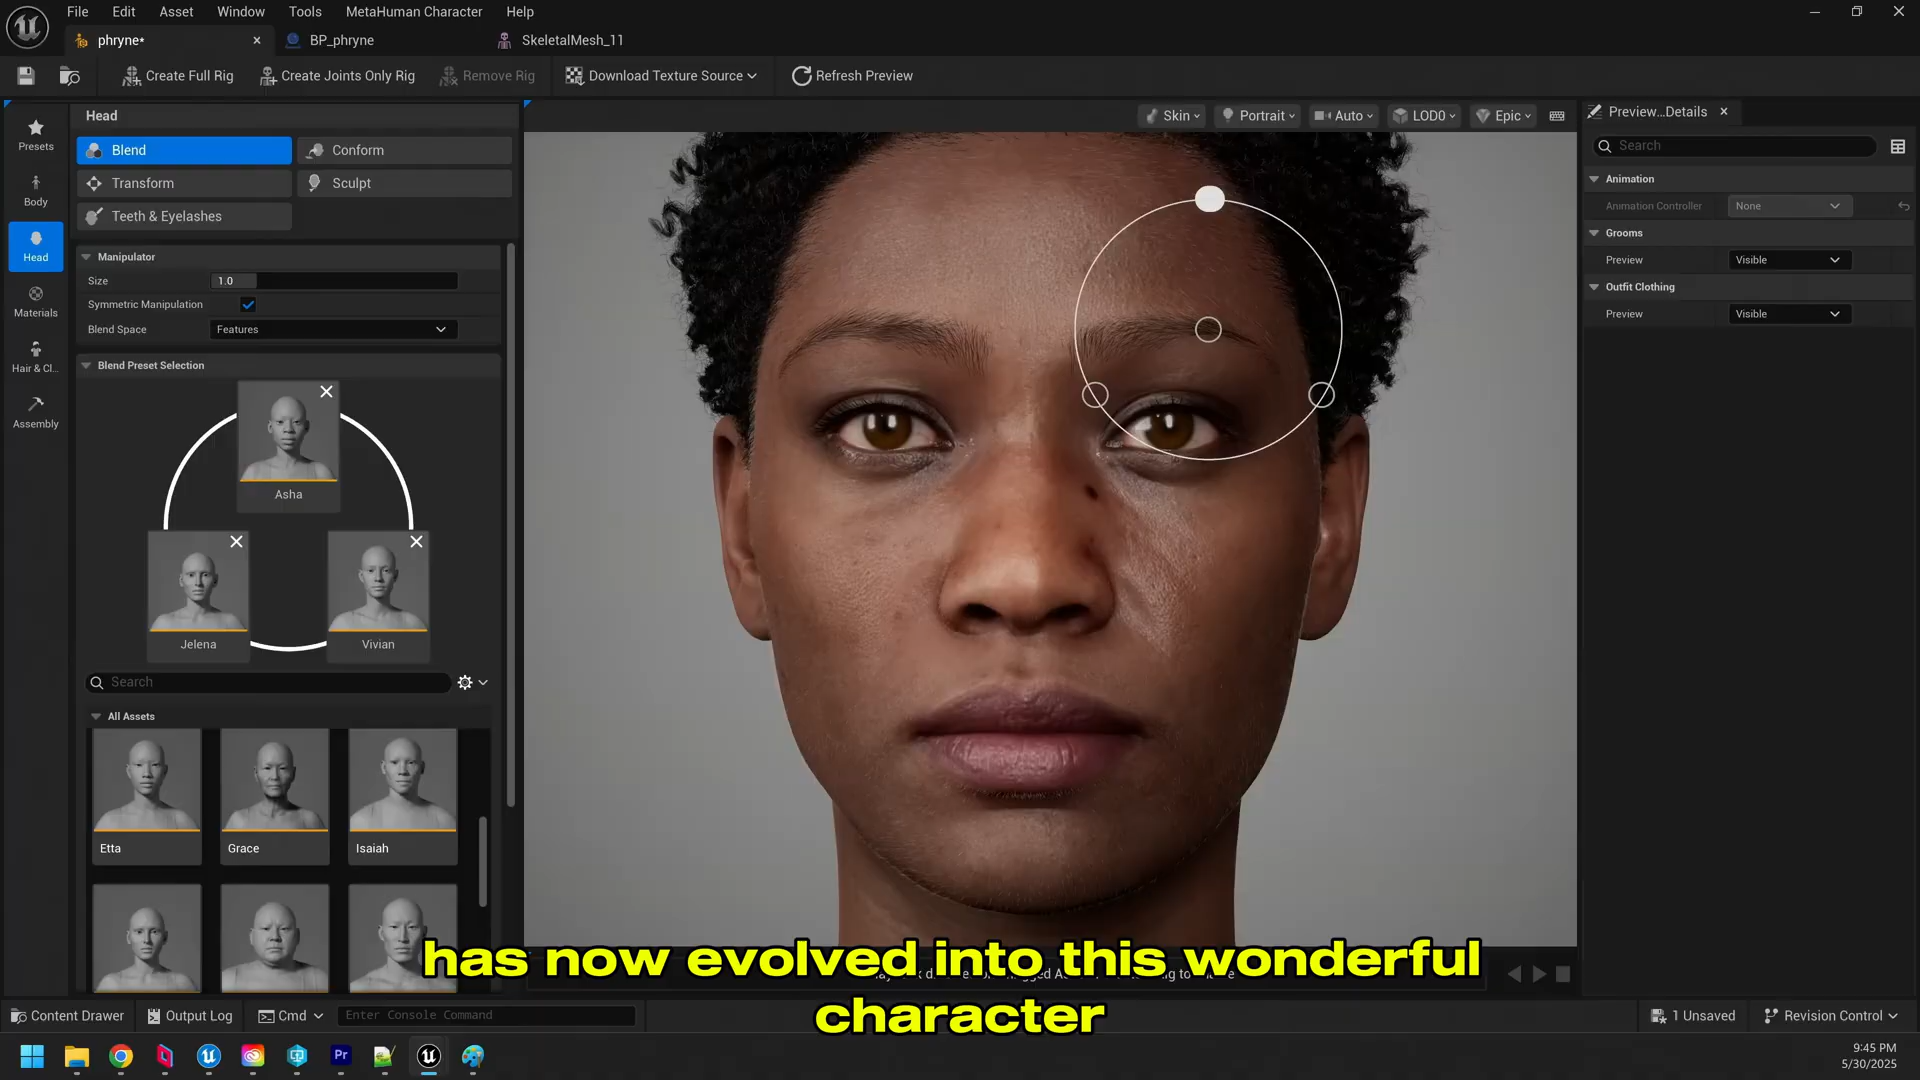 File Edit Asset Window Tools MetaHuman Character Help
phryne* BP_phryne SkeletalMesh_11
Create Full Rig Create Joints Only Rig Remove Rig Download Texture Source Refresh Preview
Presets
Body
Head
Materials
Hair & Cl...
Assembly
Head
Blend Conform
Transform Sculpt
Teeth & Eyelashes
Manipulator
Size 1.0
Symmetric Manipulation
Blend Space Features
Blend Preset Selection
Asha
Jelena Vivian
Search
All Assets
Etta Grace Isaiah
Skin Portrait Auto LOD0 Epic
Preview...Details
Search
Animation
Animation Controller None
Grooms
Preview Visible
Outfit Clothing
Preview Visible
has now evolved into this wonderful
character
Content Drawer Output Log Cmd Enter Console Command 1 Unsaved Revision Control
Pr
9:45 PM
5/30/2025